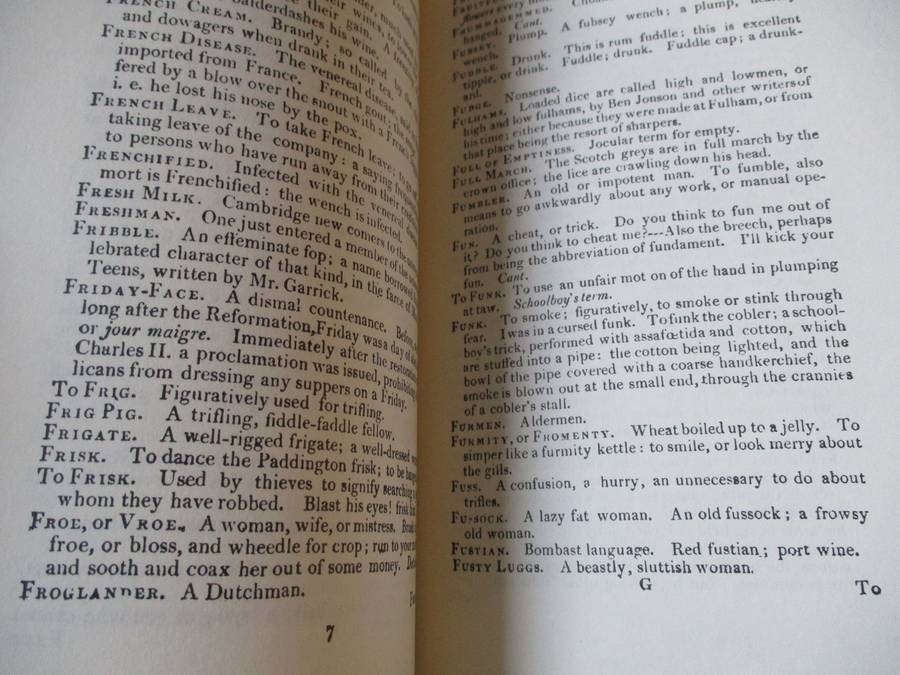 FRENCH CREAM. Brandy; so called by the
and dowagers when drank in their tea.
FRENCH DISEASE. The venereal disease, said
imported from France. French gout; the
fered by a blow over the snout with a French
i. e. he lost his nose by the pox.
FRENCH LEAVE. To take French leave; to go
taking leave of the company: a saying frequent
to persons who have run away from their
FRENCHIFIED. Infected with the venereal disease.
mort is Frenchified: the wench is infected.
FRESH MILK. Cambridge new comers to the
FRESHMAN. One just entered a member of the
FRIBBLE. An effeminate fop; a name borrowed
lebrated character of that kind, in the farce of
Teens, written by Mr. Garrick.
FRIDAY-FACE. A dismal countenance. Before,
long after the Reformation, Friday was a day of
or jour maigre. Immediately after the restoration
Charles II. a proclamation was issued, prohibiting
licans from dressing any suppers on a Friday.
TO FRIG. Figuratively used for trifling.
FRIG PIG. A trifling, fiddle-faddle fellow.
FRIGATE. A well-rigged frigate; a well-dressed
FRISK. To dance the Paddington frisk; to be
TO FRISK. Used by thieves to signify searching
whom they have robbed. Blast his eyes! frisk
FROE, or VROE. A woman, wife, or mistress.
froe, or bloss, and wheedle for crop; run to your
and sooth and coax her out of some money.
FROGLANDER. A Dutchman.
7
hanged. Cant.
FUBSEY. Plump. A fubsey wench; a plump, healthy
wench.
FUDDLE. Drunk. This is rum fuddle; this is excellent
tipple, or drink. Fuddle; drunk. Fuddle cap; a drunk-
ard.
FUDGE. Nonsense.
FULHAMS. Loaded dice are called high and lowmen, or
high and low fulhams, by Ben Jonson and other writers of
his time; either because they were made at Fulham, or from
that place being the resort of sharpers.
FULL OF EMPTINESS. Jocular term for empty.
FULL MARCH. The Scotch greys are in full march by the
crown office; the lice are crawling down his head.
FUMBLER. An old or impotent man. To fumble, also
means to go awkwardly about any work, or manual ope-
ration.
FUN. A cheat, or trick. Do you think to fun me out of
it? Do you think to cheat me?---Also the breech, perhaps
from being the abbreviation of fundament. I'll kick your
fun. Cant.
TO FUNK. To use an unfair mot on of the hand in plumping
at taw. Schoolboy's term.
FUNK. To smoke; figuratively, to smoke or stink through
fear. I was in a cursed funk. To funk the cobler; a school-
boy's trick, performed with assafœtida and cotton, which
are stuffed into a pipe: the cotton being lighted, and the
bowl of the pipe covered with a coarse handkerchief, the
smoke is blown out at the small end, through the crannies
of a cobler's stall.
FURMEN. Aldermen.
FURMITY, or FROMENTY. Wheat boiled up to a jelly. To
simper like a furmity kettle: to smile, or look merry about
the gills.
FUSS. A confusion, a hurry, an unnecessary to do about
trifles.
FU-SOCK. A lazy fat woman. An old fussock; a frowsy
old woman.
FUSTIAN. Bombast language. Red fustian; port wine.
FUSTY LUGGS. A beastly, sluttish woman.
G
To